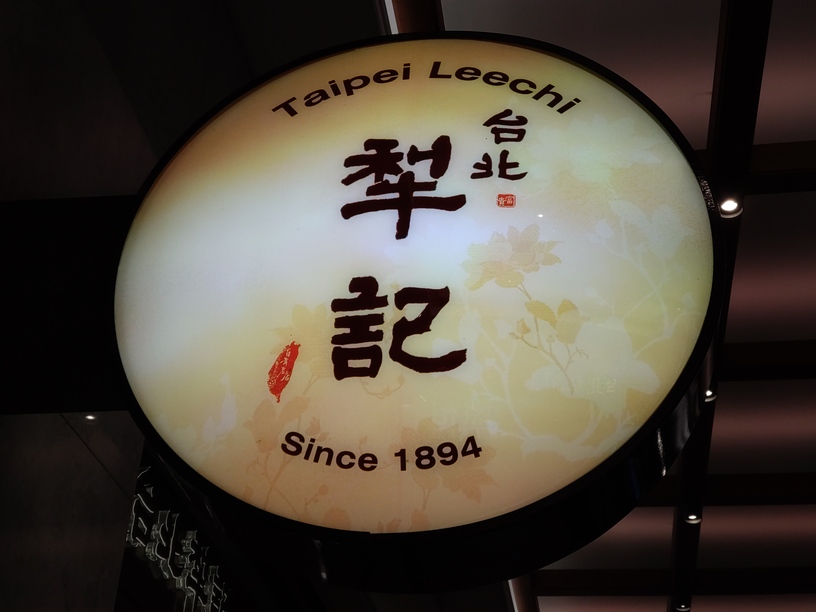 Taipei Leechi
台北
犁記
Since 1894